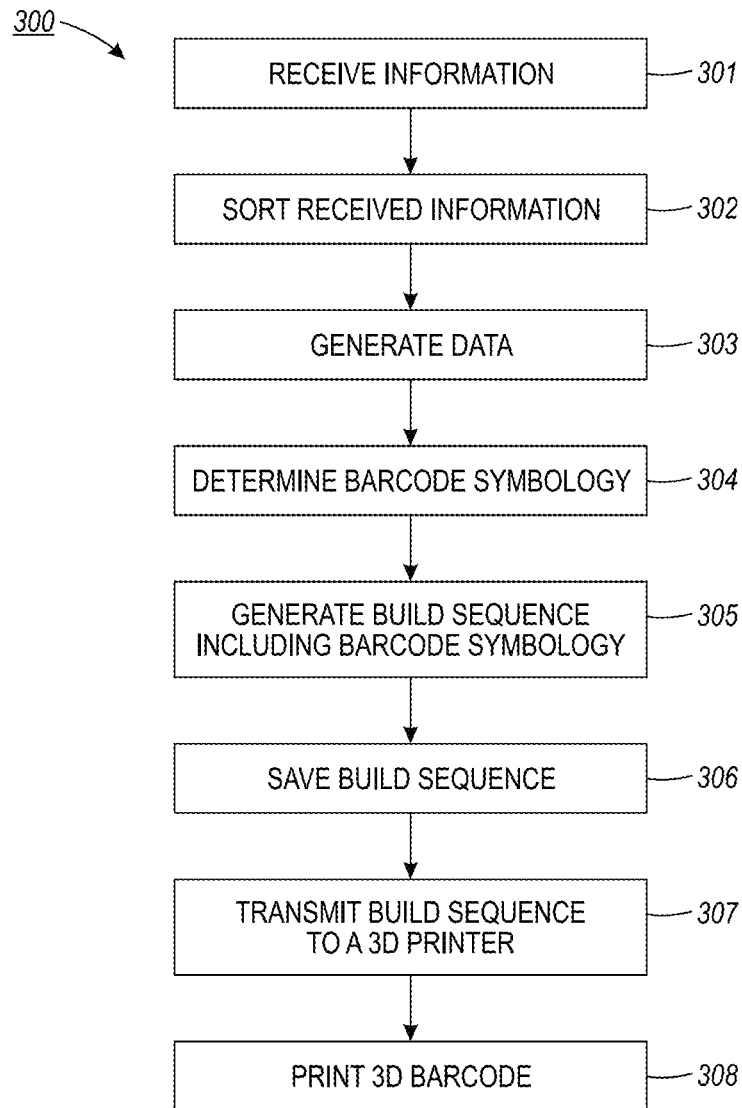 300
RECEIVE INFORMATION 301
SORT RECEIVED INFORMATION 302
GENERATE DATA 303
DETERMINE BARCODE SYMBOLOGY 304
GENERATE BUILD SEQUENCE
INCLUDING BARCODE SYMBOLOGY 305
SAVE BUILD SEQUENCE 306
TRANSMIT BUILD SEQUENCE
TO A 3D PRINTER 307
PRINT 3D BARCODE 308